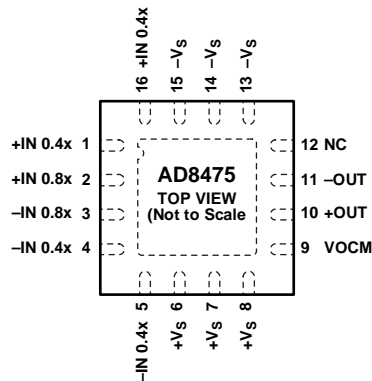 16 +IN 0.4x
15 –VS
14 –VS
13 –VS
+IN 0.4x 1
+IN 0.8x 2
–IN 0.8x 3
–IN 0.4x 4
AD8475
TOP VIEW
(Not to Scale
12 NC
11 –OUT
10 +OUT
9 VOCM
–IN 0.4x 5
+VS 6
+VS 7
+VS 8